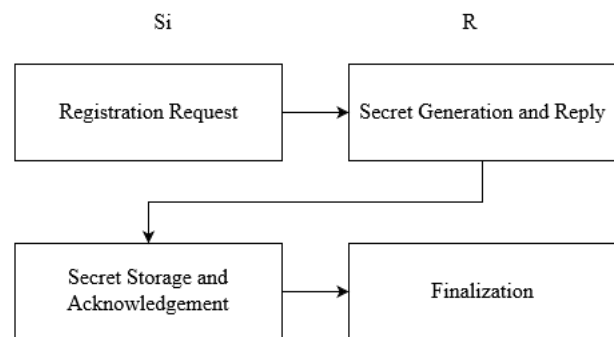 Si
R
Registration Request
Secret Generation and Reply
Secret Storage and
Acknowledgement
Finalization